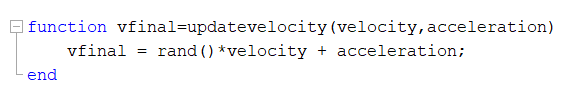 function vfinal=updatevelocity(velocity,acceleration)
    vfinal = rand()*velocity + acceleration;
end